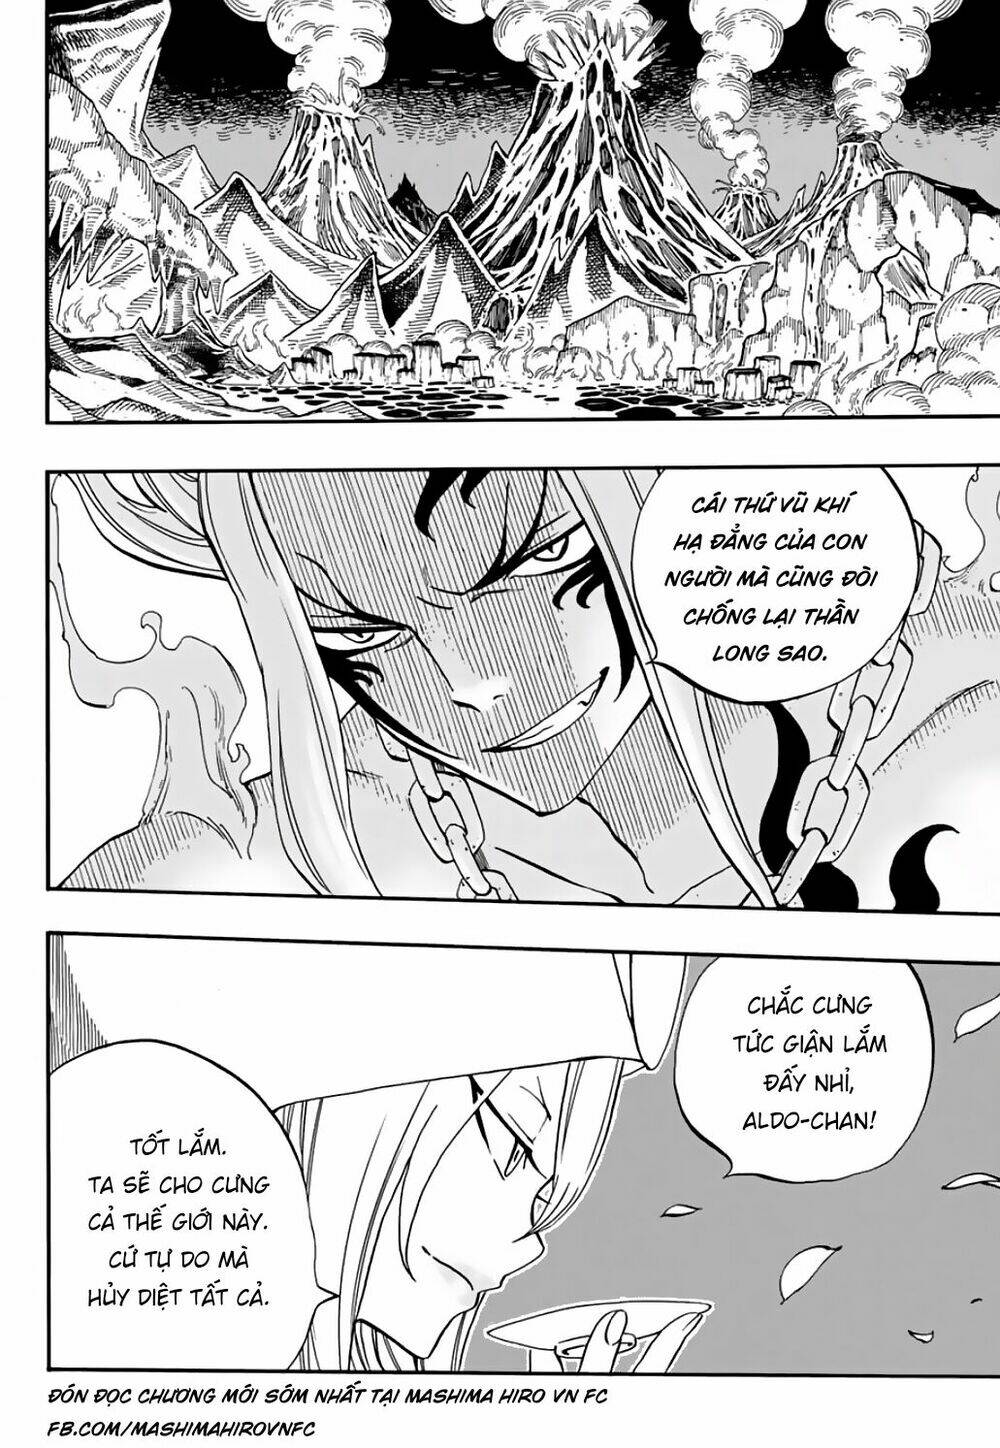 CÁI THỨ VŨ KHÍ
HẠ ĐẲNG CỦA CON
NGƯỜI MÀ CŨNG ĐÒI
CHỐNG LẠI THẦN
LONG SAO.
CHẮC CƯNG
TỨC GIẬN LẮM
ĐẤY NHỈ,
ALDO-CHAN!
TỐT LẮM.
TA SẼ CHO CƯNG
CẢ THẾ GIỚI NÀY.
CỨ TỰ DO MÀ
HỦY DIỆT TẤT CẢ.
ĐÓN ĐỌC CHƯƠNG MỚI SỚM NHẤT TẠI MASHIMA HIRO VN FC
FB.COM/MASHIMAHIROVNFC